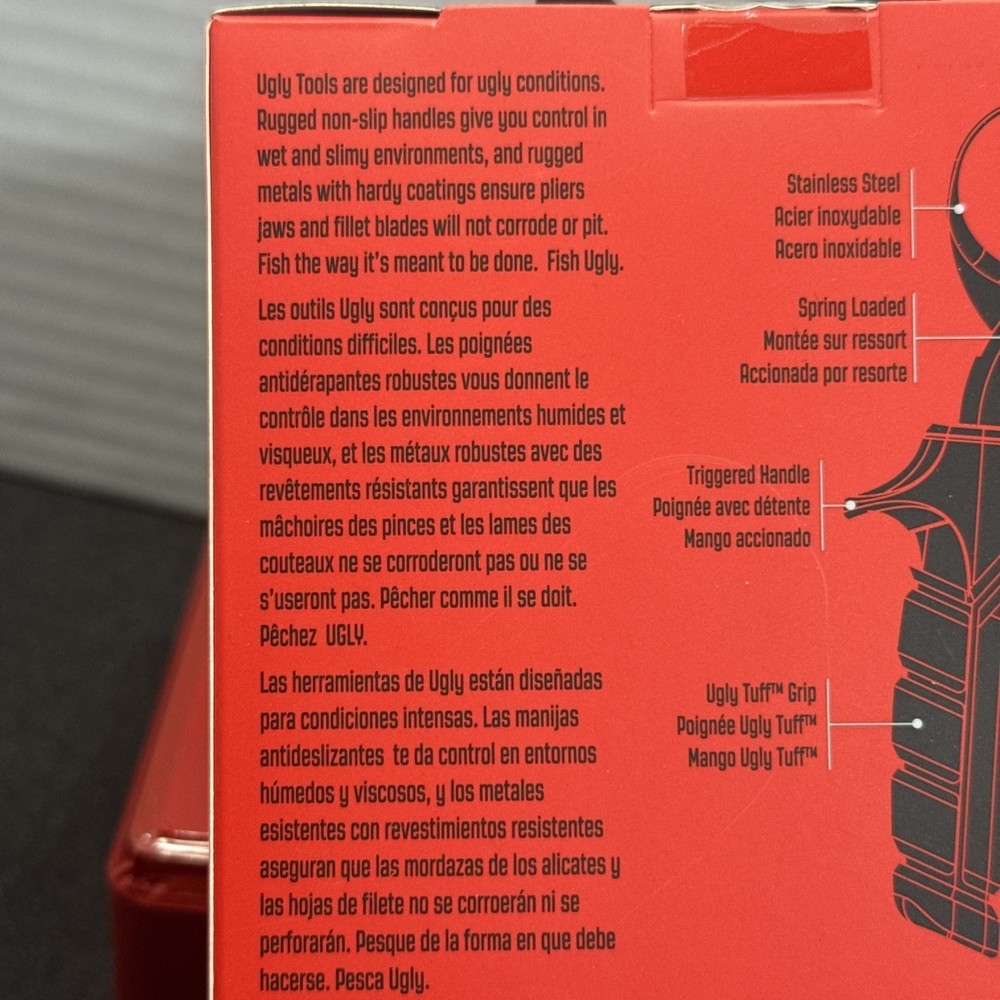 Ugly Tools are designed for ugly conditions.
Rugged non-slip handles give you control in
wet and slimy environments, and rugged
metals with hardy coatings ensure pliers
jaws and fillet blades will not corrode or pit.
Fish the way it's meant to be done. Fish Ugly.
Les outils Ugly sont conçus pour des
conditions difficiles. Les poignées
antidérapantes robustes vous donnent le
contrôle dans les environnements humides et
visqueux, et les métaux robustes avec des
revêtements résistants garantissent que les
mâchoires des pinces et les lames des
couteaux ne se corroderont pas ou ne se
s'useront pas. Pêcher comme il se doit.
Pêchez UGLY.
Las herramientas de Ugly están diseñadas
para condiciones intensas. Las manijas
antideslizantes te da control en entornos
húmedos y viscosos, y los metales
esistentes con revestimientos resistentes
aseguran que las mordazas de los alicates y
las hojas de filete no se corroerán ni se
perforarán. Pesque de la forma en que debe
hacerse. Pesca Ugly.
Stainless Steel
Acier inoxydable
Acero inoxidable
Spring Loaded
Montée sur ressort
Accionada por resorte
Triggered Handle
Poignée avec détente
Mango accionado
Ugly Tuff™ Grip
Poignée Ugly Tuff™
Mango Ugly Tuff™